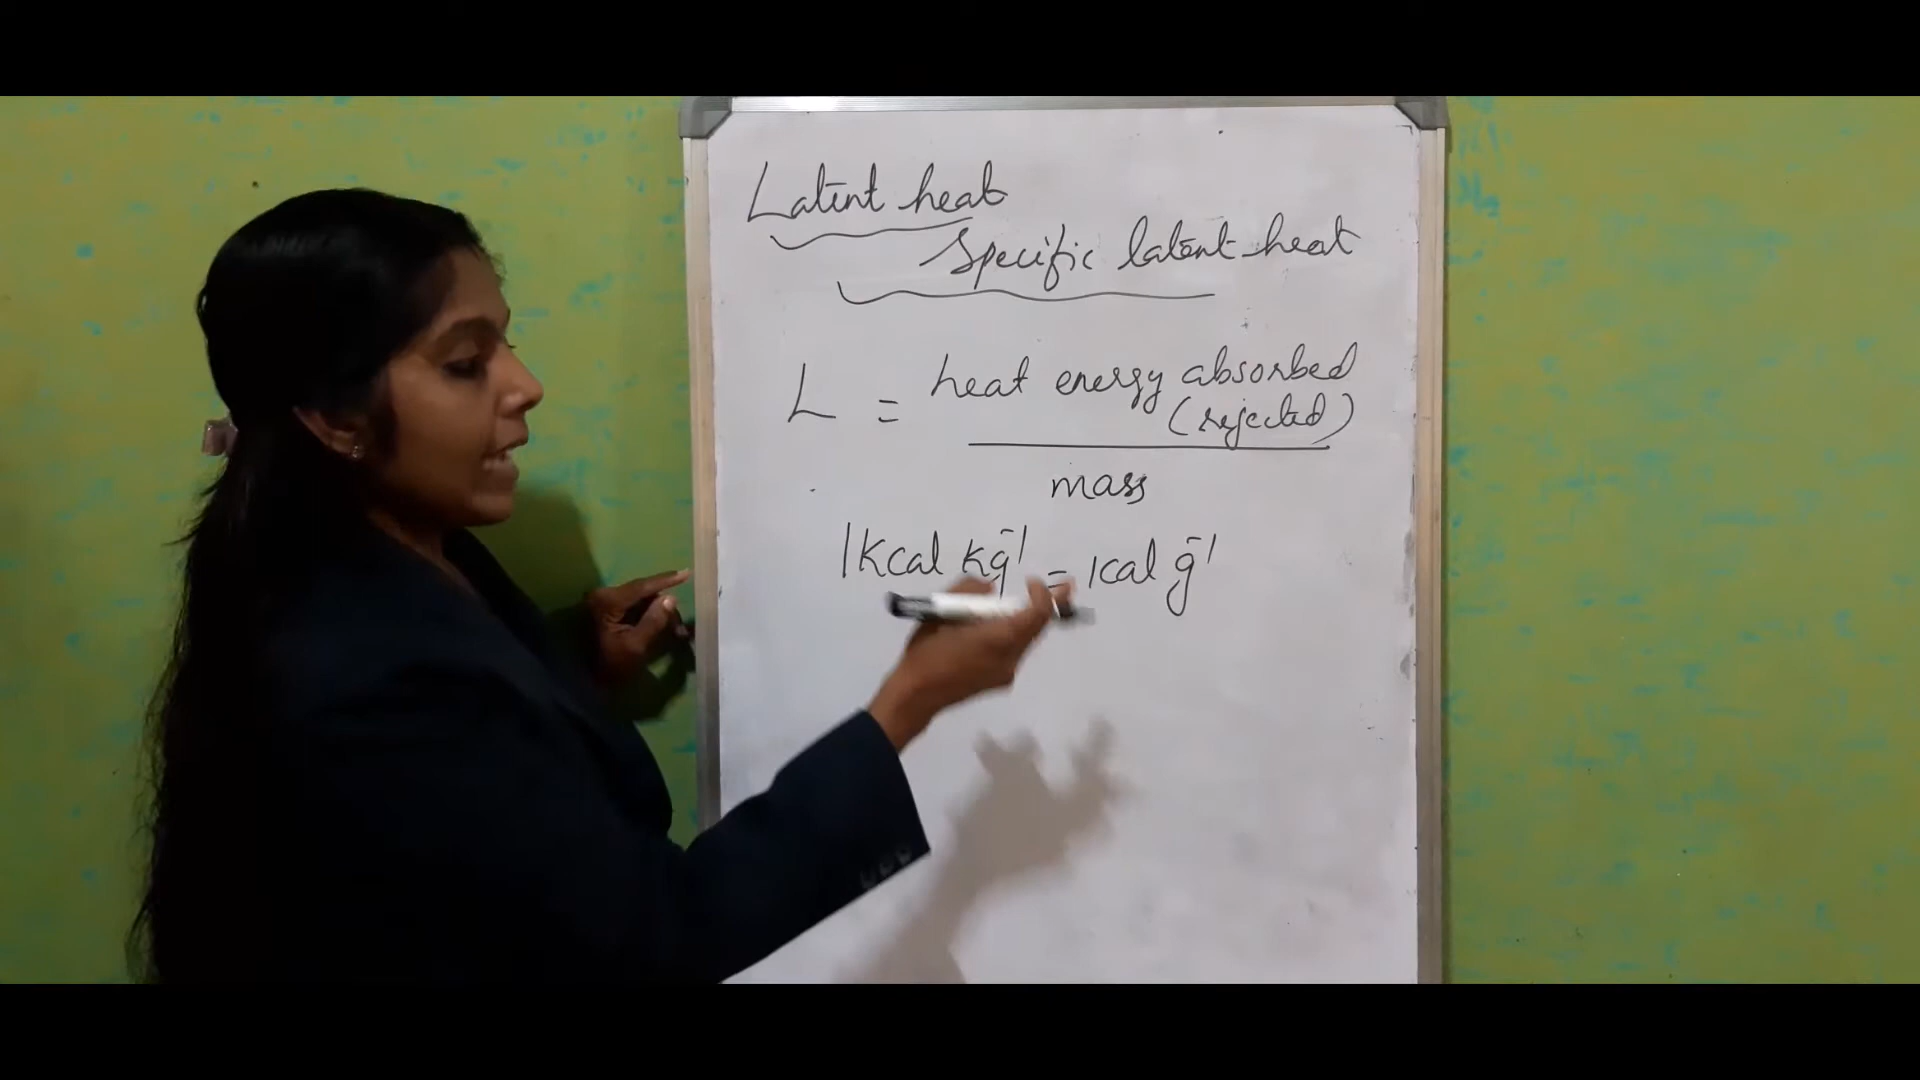 Latent heat
Specific latent heat
L = heat energy absorbed
(rejected)
mass
1Kcal Kg⁻¹ = 1cal g⁻¹